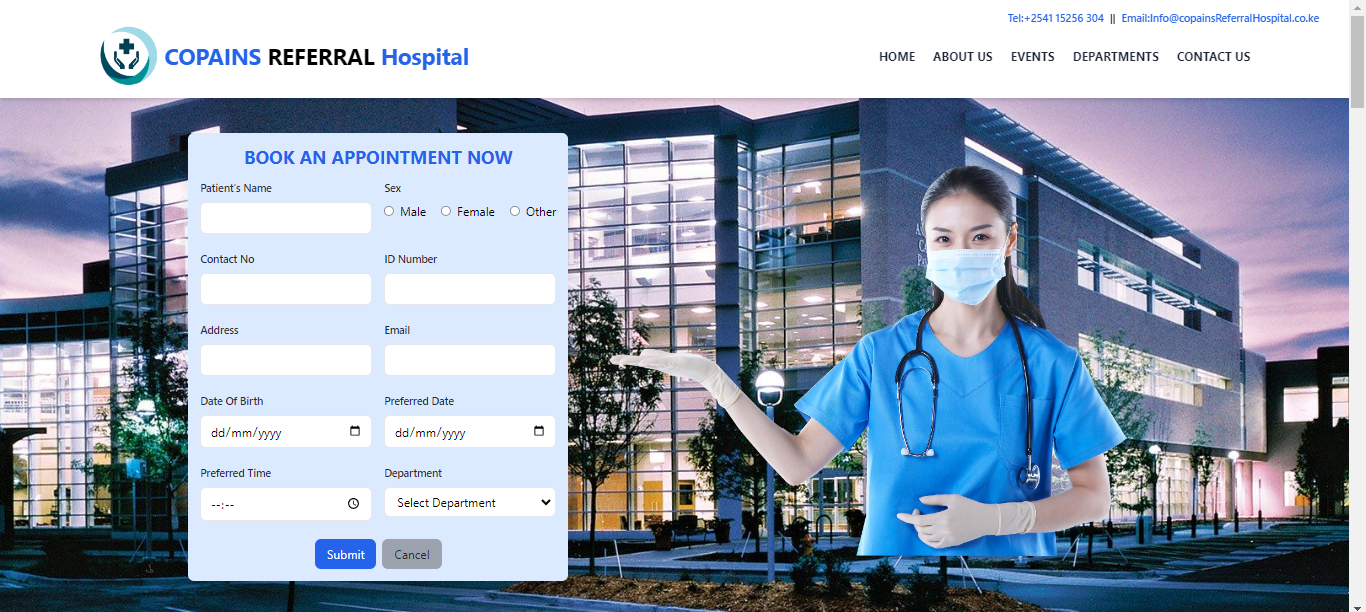 Tel:+254115256 304 || Email:Info@copainsReferralHospital.co.ke
COPAINS REFERRAL Hospital
HOME ABOUT US EVENTS DEPARTMENTS CONTACT US
BOOK AN APPOINTMENT NOW
Patient's Name Sex
Male Female Other
Contact No ID Number
Address Email
Date Of Birth Preferred Date
dd/mm/yyyy dd/mm/yyyy
Preferred Time Department
--:-- Select Department
Submit Cancel